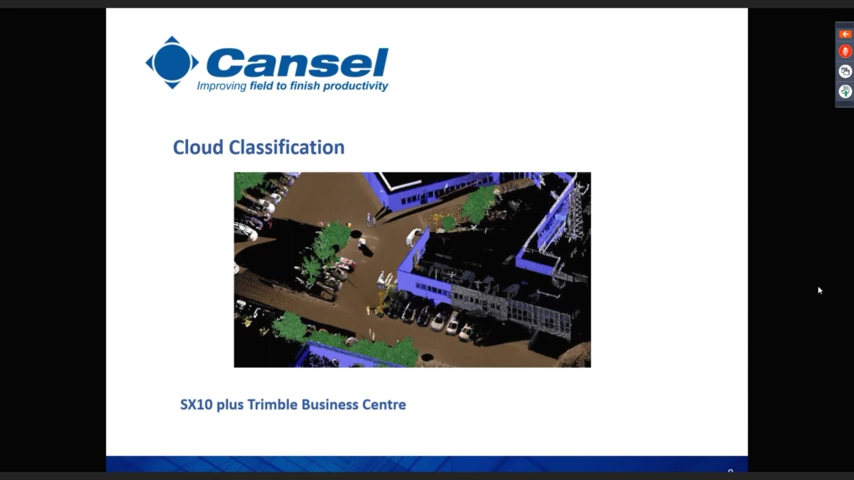 Cansel
Improving field to finish productivity
Cloud Classification
SX10 plus Trimble Business Centre